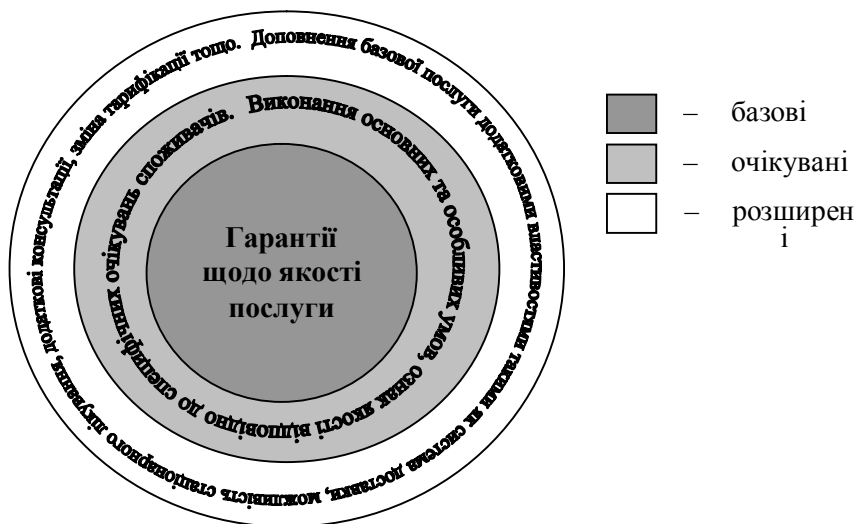 Доповнення базової послуги додатковими властивостями такими як система доставки, можливість стаціонарного лікування, додаткові консультації, зміна тарифікації тощо.
Виконання основних та особливих умов, ознак якості відповідно до специфічних очікувань споживачів.
Гарантії
щодо якості
послуги
– базові
– очікувані
– розширен
і